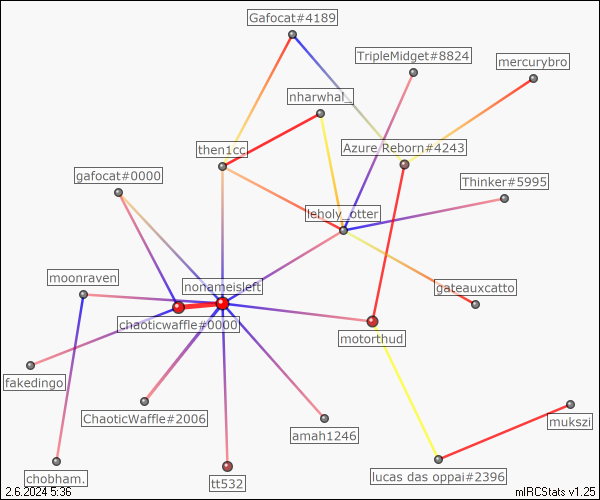 Gafocat#4189
TripleMidget#8824
mercurybro
nharwhal_
then1cc
Azure Reborn#4243
gafocat#0000
Thinker#5995
leholy_otter
moonraven
nonameisleft
gateauxcatto
chaoticwaffle#0000
motorthud
fakedingo.
ChaoticWaffle#2006
mukszi
amah1246
chobham.
tt532
lucas das oppai#2396
2.6.2024 5:36
mIRCStats v1.25